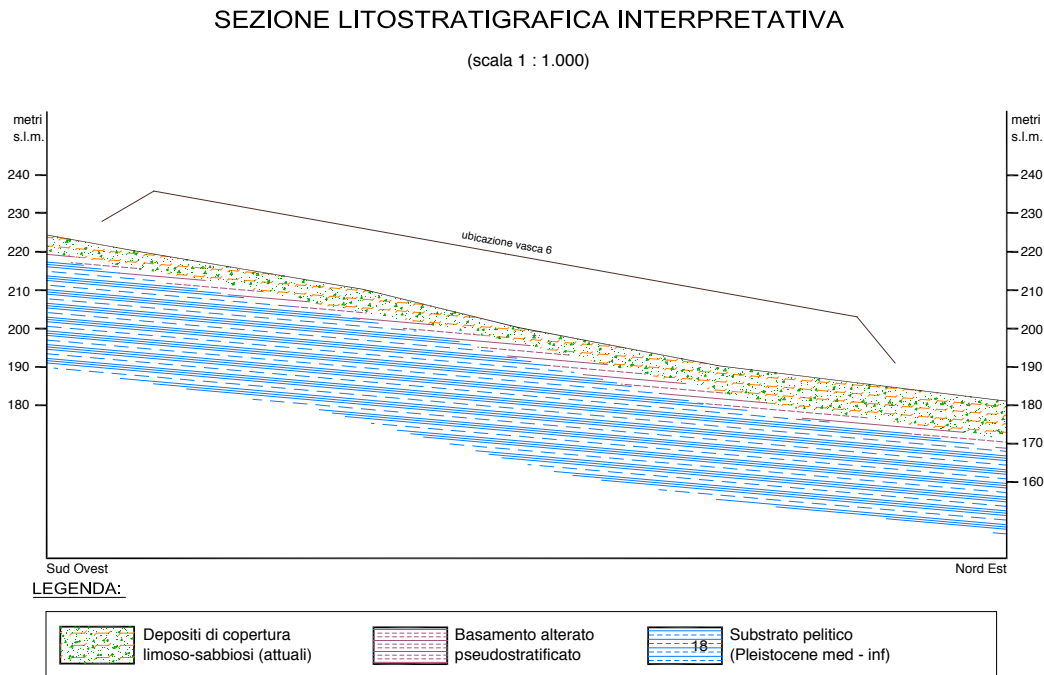 SEZIONE LITOSTRATIGRAFICA INTERPRETATIVA
(scala 1 : 1.000)
metri
s.l.m.
metri
s.l.m.
240
230
220
210
200
190
180
240
230
220
210
200
190
180
170
160
ubicazione vasca 6
Sud Ovest
Nord Est
LEGENDA:
Depositi di copertura
limoso-sabbiosi (attuali)
Basamento alterato
pseudostratificato
18
Substrato pelitico
(Pleistocene med - inf)